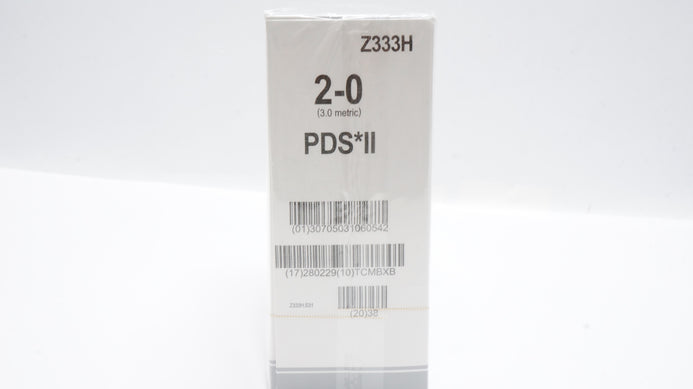 Z333H
2-0
(3.0 metric)
PDS*II
(01)30705031060542
(17)280229(10)TCMBXB
(20)38